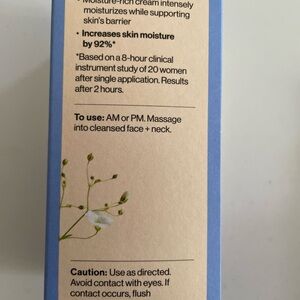 • Moisture-rich cream intensely
moisturizes while supporting
skin's barrier
• Increases skin moisture
by 92%*
*Based on a 8-hour clinical
instrument study of 20 women
after single application. Results
after 2 hours.
To use: AM or PM. Massage
into cleansed face + neck.
Caution: Use as directed.
Avoid contact with eyes. If
contact occurs, flush